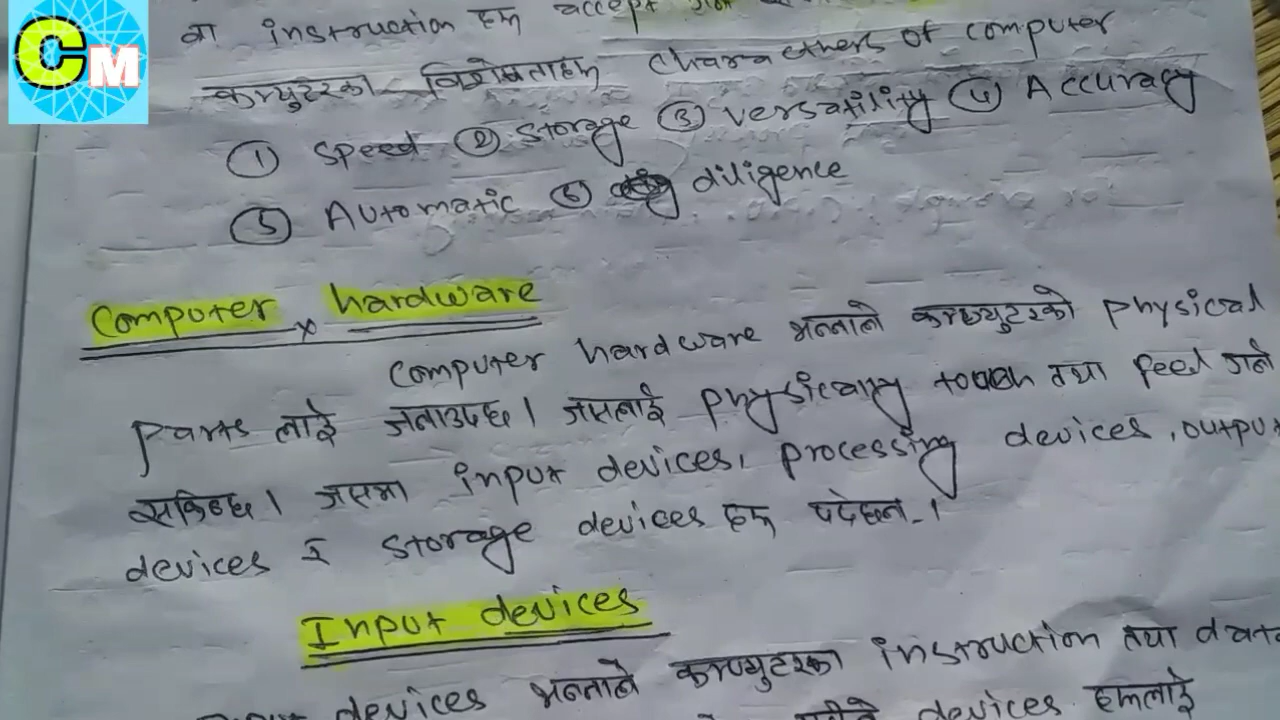 CM
वा instruction हरु accept गर्न
कम्प्युटरका विशेषताहरु characthers of computer
① speed ② storage ③ versatility ④ Accuracy
⑤ Automatic ⑥ diligence
Computer hardware
Computer hardware भन्नाले कम्प्युटरको physical
parts लाई जनाउदछ। जसलाई physicaly touch तथा feel गर्न
सकिन्छ। जसमा input devices, processing devices, output
devices र storage devices हरु पर्दछन्।
Input devices
devices भन्नाले कम्प्युटरका instruction तथा data
devices हरुलाई